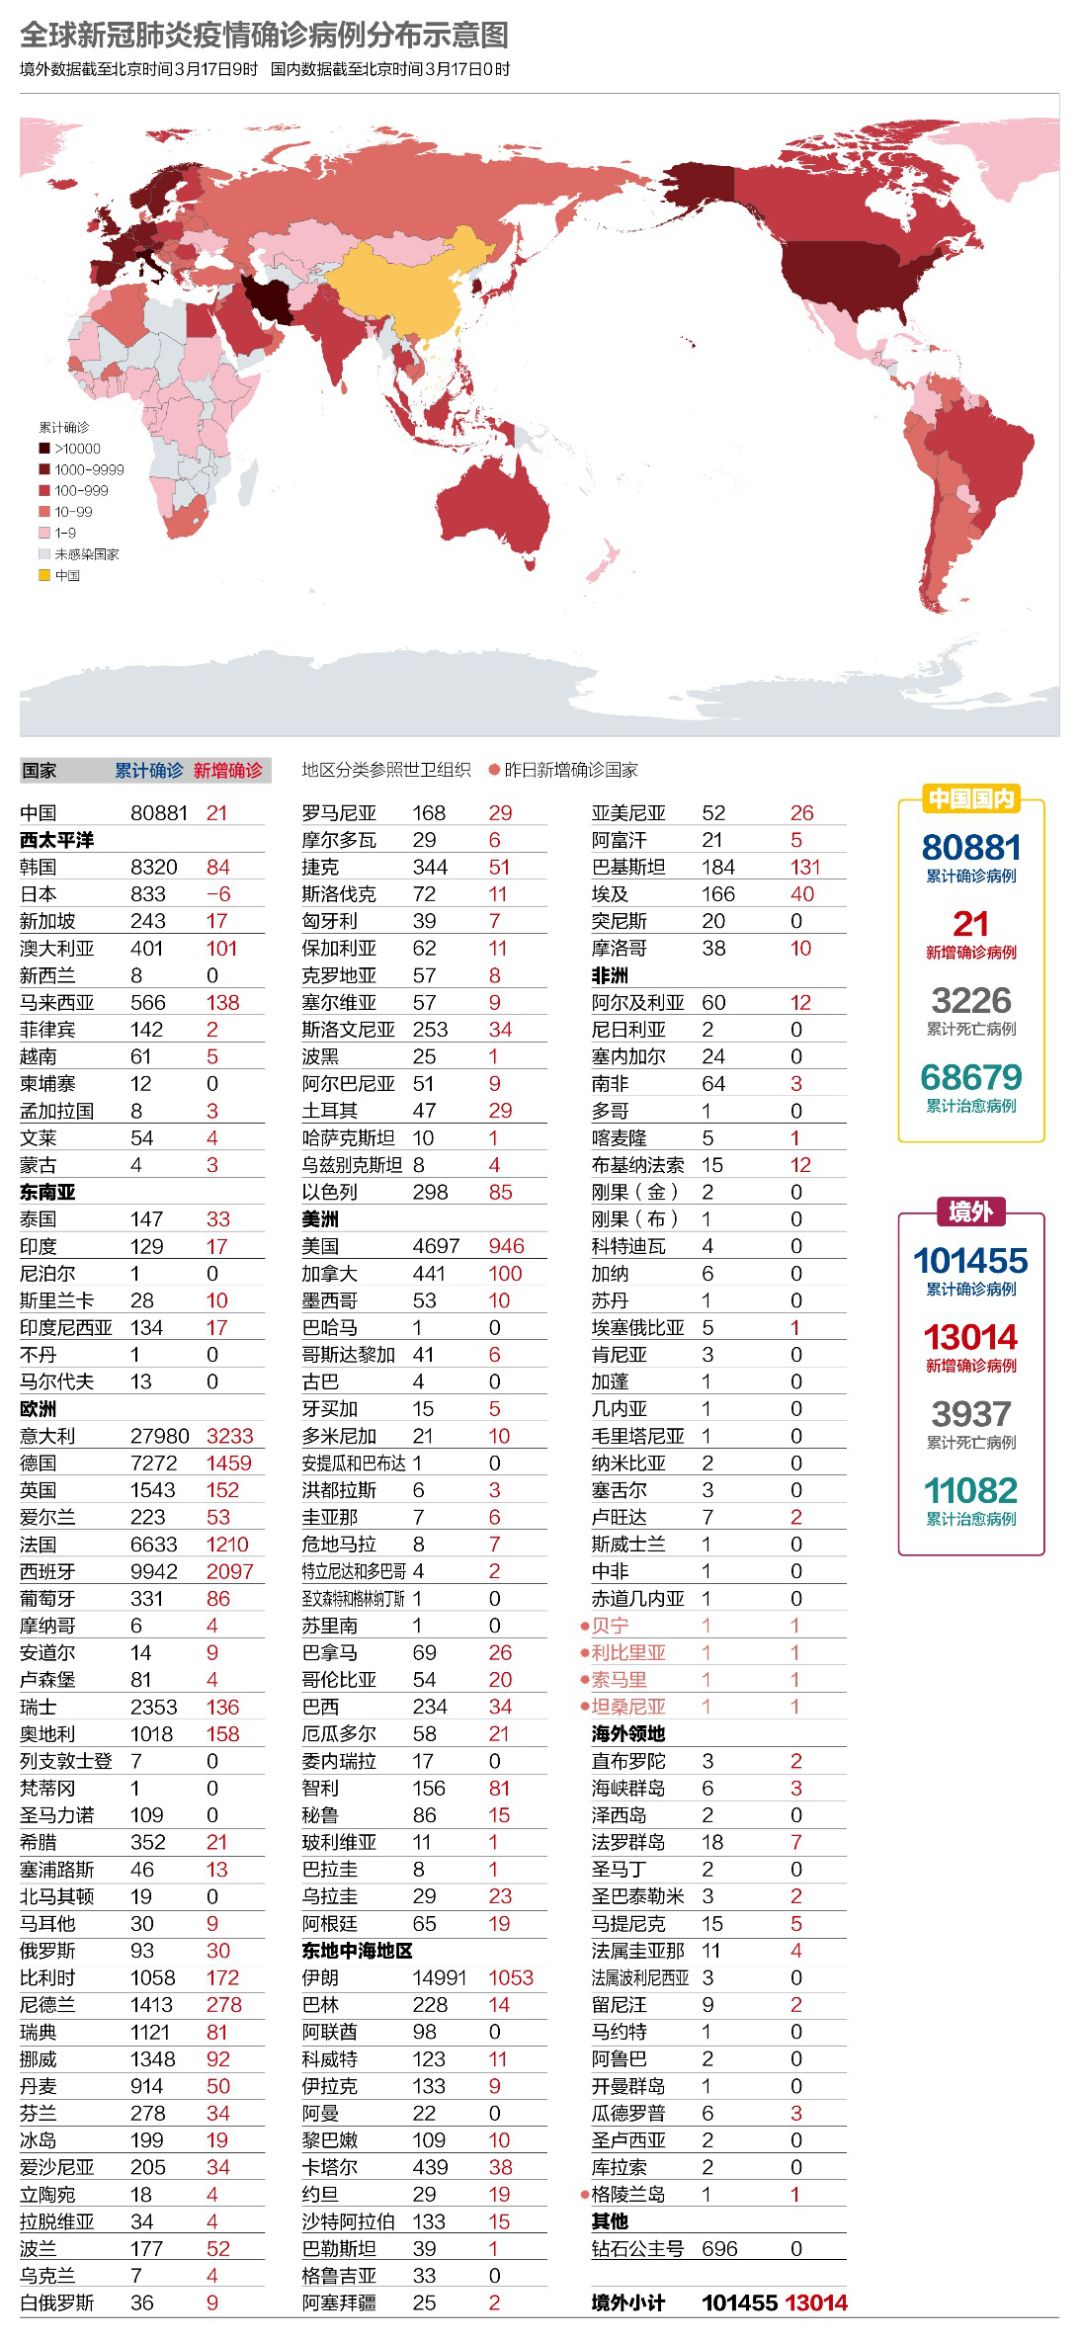 全球新冠肺炎疫情确诊病例分布示意图
境外数据截至北京时间3月17日9时 国内数据截至北京时间3月17日0时
累计确诊
>10000
1000-9999
100-999
10-99
1-9
未感染国家
中国
国家 累计确诊 新增确诊
地区分类参照世卫组织 昨日新增确诊国家
中国 80881 21
西太平洋
韩国 8320 84
日本 833 -6
新加坡 243 17
澳大利亚 401 101
新西兰 8 0
马来西亚 566 138
菲律宾 142 2
越南 61 5
柬埔寨 12 0
孟加拉国 8 3
文莱 54 4
蒙古 4 3
东南亚
泰国 147 33
印度 129 17
尼泊尔 1 0
斯里兰卡 28 10
印度尼西亚 134 17
不丹 1 0
马尔代夫 13 0
欧洲
意大利 27980 3233
德国 7272 1459
英国 1543 152
爱尔兰 223 53
法国 6633 1210
西班牙 9942 2097
葡萄牙 331 86
摩纳哥 6 4
安道尔 14 9
卢森堡 81 4
瑞士 2353 136
奥地利 1018 158
列支敦士登 7 0
梵蒂冈 1 0
圣马力诺 109 0
希腊 352 21
塞浦路斯 46 13
北马其顿 19 0
马耳他 30 9
俄罗斯 93 30
比利时 1058 172
尼德兰 1413 278
瑞典 1121 81
挪威 1348 92
丹麦 914 50
芬兰 278 34
冰岛 199 19
爱沙尼亚 205 34
立陶宛 18 4
拉脱维亚 34 4
波兰 177 52
乌克兰 7 4
白俄罗斯 36 9
罗马尼亚 168 29
摩尔多瓦 29 6
捷克 344 51
斯洛伐克 72 11
匈牙利 39 7
保加利亚 62 11
克罗地亚 57 8
塞尔维亚 57 9
斯洛文尼亚 253 34
波黑 25 1
阿尔巴尼亚 51 9
土耳其 47 29
哈萨克斯坦 10 1
乌兹别克斯坦 8 4
以色列 298 85
美洲
美国 4697 946
加拿大 441 100
墨西哥 53 10
巴哈马 1 0
哥斯达黎加 41 6
古巴 4 0
牙买加 15 5
多米尼加 21 10
安提瓜和巴布达 1 0
洪都拉斯 6 3
圭亚那 7 6
危地马拉 8 7
特立尼达和多巴哥 4 2
圣文森特和格林纳丁斯 1 0
苏里南 1 0
巴拿马 69 26
哥伦比亚 54 20
巴西 234 34
厄瓜多尔 58 21
委内瑞拉 17 0
智利 156 81
秘鲁 86 15
玻利维亚 11 1
巴拉圭 8 1
乌拉圭 29 23
阿根廷 65 19
东地中海地区
伊朗 14991 1053
巴林 228 14
阿联酋 98 0
科威特 123 11
伊拉克 133 9
阿曼 22 0
黎巴嫩 109 10
卡塔尔 439 38
约旦 29 19
沙特阿拉伯 133 15
巴勒斯坦 39 1
格鲁吉亚 33 0
阿塞拜疆 25 2
亚美尼亚 52 26
阿富汗 21 5
巴基斯坦 184 131
埃及 166 40
突尼斯 20 0
摩洛哥 38 10
非洲
阿尔及利亚 60 12
尼日利亚 2 0
塞内加尔 24 0
南非 64 3
多哥 1 0
喀麦隆 5 1
布基纳法索 15 12
刚果（金） 2 0
刚果（布） 1 0
科特迪瓦 4 0
加纳 6 0
苏丹 1 0
埃塞俄比亚 5 1
肯尼亚 3 0
加蓬 1 0
几内亚 1 0
毛里塔尼亚 1 0
纳米比亚 2 0
塞舌尔 3 0
卢旺达 7 2
斯威士兰 1 0
中非 1 0
赤道几内亚 1 0
贝宁 1 1
利比里亚 1 1
索马里 1 1
坦桑尼亚 1 1
海外领地
直布罗陀 3 2
海峡群岛 6 3
泽西岛 2 0
法罗群岛 18 7
圣马丁 2 0
圣巴泰勒米 3 2
马提尼克 15 5
法属圭亚那 11 4
法属波利尼西亚 3 0
留尼汪 9 2
马约特 1 0
阿鲁巴 2 0
开曼群岛 1 0
瓜德罗普 6 3
圣卢西亚 2 0
库拉索 2 0
格陵兰岛 1 1
其他
钻石公主号 696 0
境外小计 101455 13014
中国国内
80881
累计确诊病例
21
新增确诊病例
3226
累计死亡病例
68679
累计治愈病例
境外
101455
累计确诊病例
13014
新增确诊病例
3937
累计死亡病例
11082
累计治愈病例